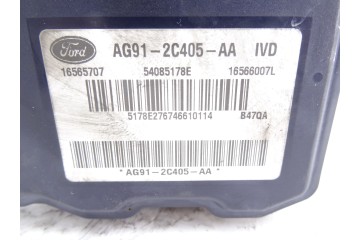 Ford AG91-2C405-AA IVD
16565707 54085178E 16566007L
5178E276746610114 B47QA
*AG91-2C405-AA*